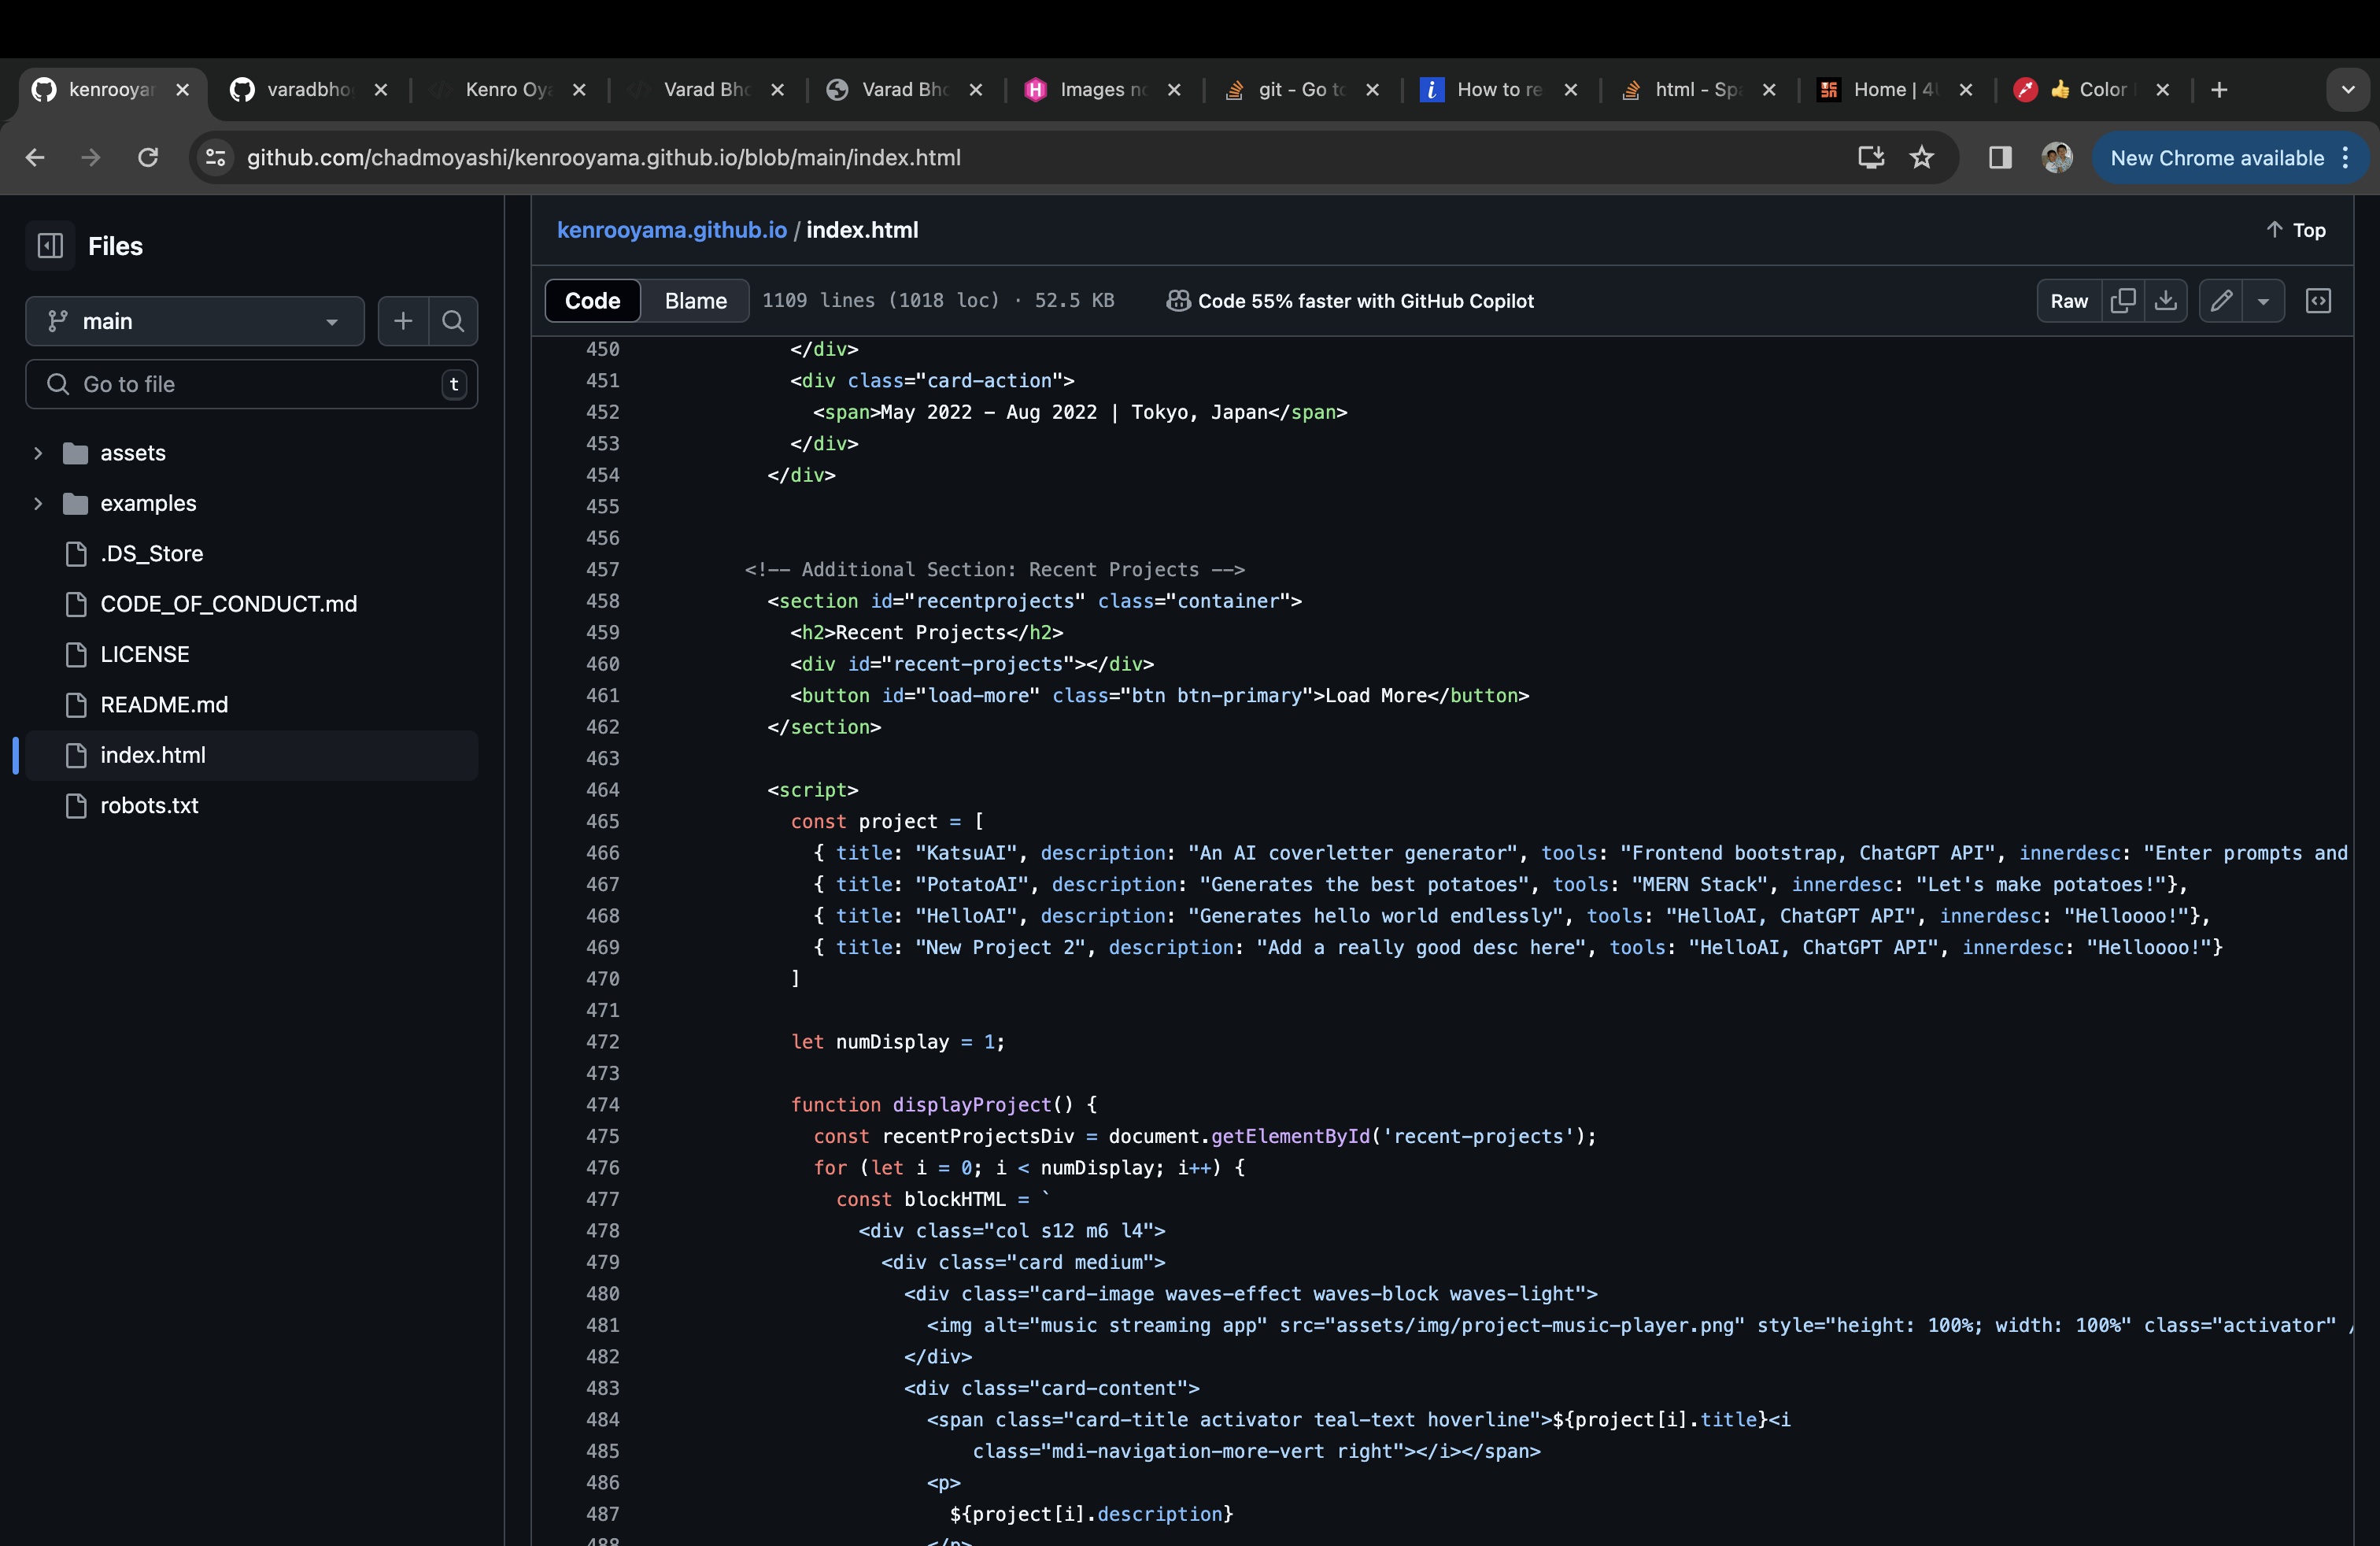 kenrooyar
varadbho
Kenro Oya
Varad Bho
Varad Bho
Images no
git - Go to
How to re
html - Spa
Home | 4U
👍 Color
github.com/chadmoyashi/kenrooyama.github.io/blob/main/index.html
New Chrome available
Files
main
Go to file
t
assets
examples
.DS_Store
CODE_OF_CONDUCT.md
LICENSE
README.md
index.html
robots.txt
kenrooyama.github.io / index.html
Top
Code Blame 1109 lines (1018 loc) · 52.5 KB Code 55% faster with GitHub Copilot
Raw
450 </div>
451 <div class="card-action">
452 <span>May 2022 – Aug 2022 | Tokyo, Japan</span>
453 </div>
454 </div>
455
456
457 <!-- Additional Section: Recent Projects -->
458 <section id="recentprojects" class="container">
459 <h2>Recent Projects</h2>
460 <div id="recent-projects"></div>
461 <button id="load-more" class="btn btn-primary">Load More</button>
462 </section>
463
464 <script>
465 const project = [
466 { title: "KatsuAI", description: "An AI coverletter generator", tools: "Frontend bootstrap, ChatGPT API", innerdesc: "Enter prompts and
467 { title: "PotatoAI", description: "Generates the best potatoes", tools: "MERN Stack", innerdesc: "Let's make potatoes!"},
468 { title: "HelloAI", description: "Generates hello world endlessly", tools: "HelloAI, ChatGPT API", innerdesc: "Helloooo!"},
469 { title: "New Project 2", description: "Add a really good desc here", tools: "HelloAI, ChatGPT API", innerdesc: "Helloooo!"}
470 ]
471
472 let numDisplay = 1;
473
474 function displayProject() {
475 const recentProjectsDiv = document.getElementById('recent-projects');
476 for (let i = 0; i < numDisplay; i++) {
477 const blockHTML = `
478 <div class="col s12 m6 l4">
479 <div class="card medium">
480 <div class="card-image waves-effect waves-block waves-light">
481 <img alt="music streaming app" src="assets/img/project-music-player.png" style="height: 100%; width: 100%" class="activator" /
482 </div>
483 <div class="card-content">
484 <span class="card-title activator teal-text hoverline">${project[i].title}<i
485 class="mdi-navigation-more-vert right"></i></span>
486 <p>
487 ${project[i].description}
488 </p>